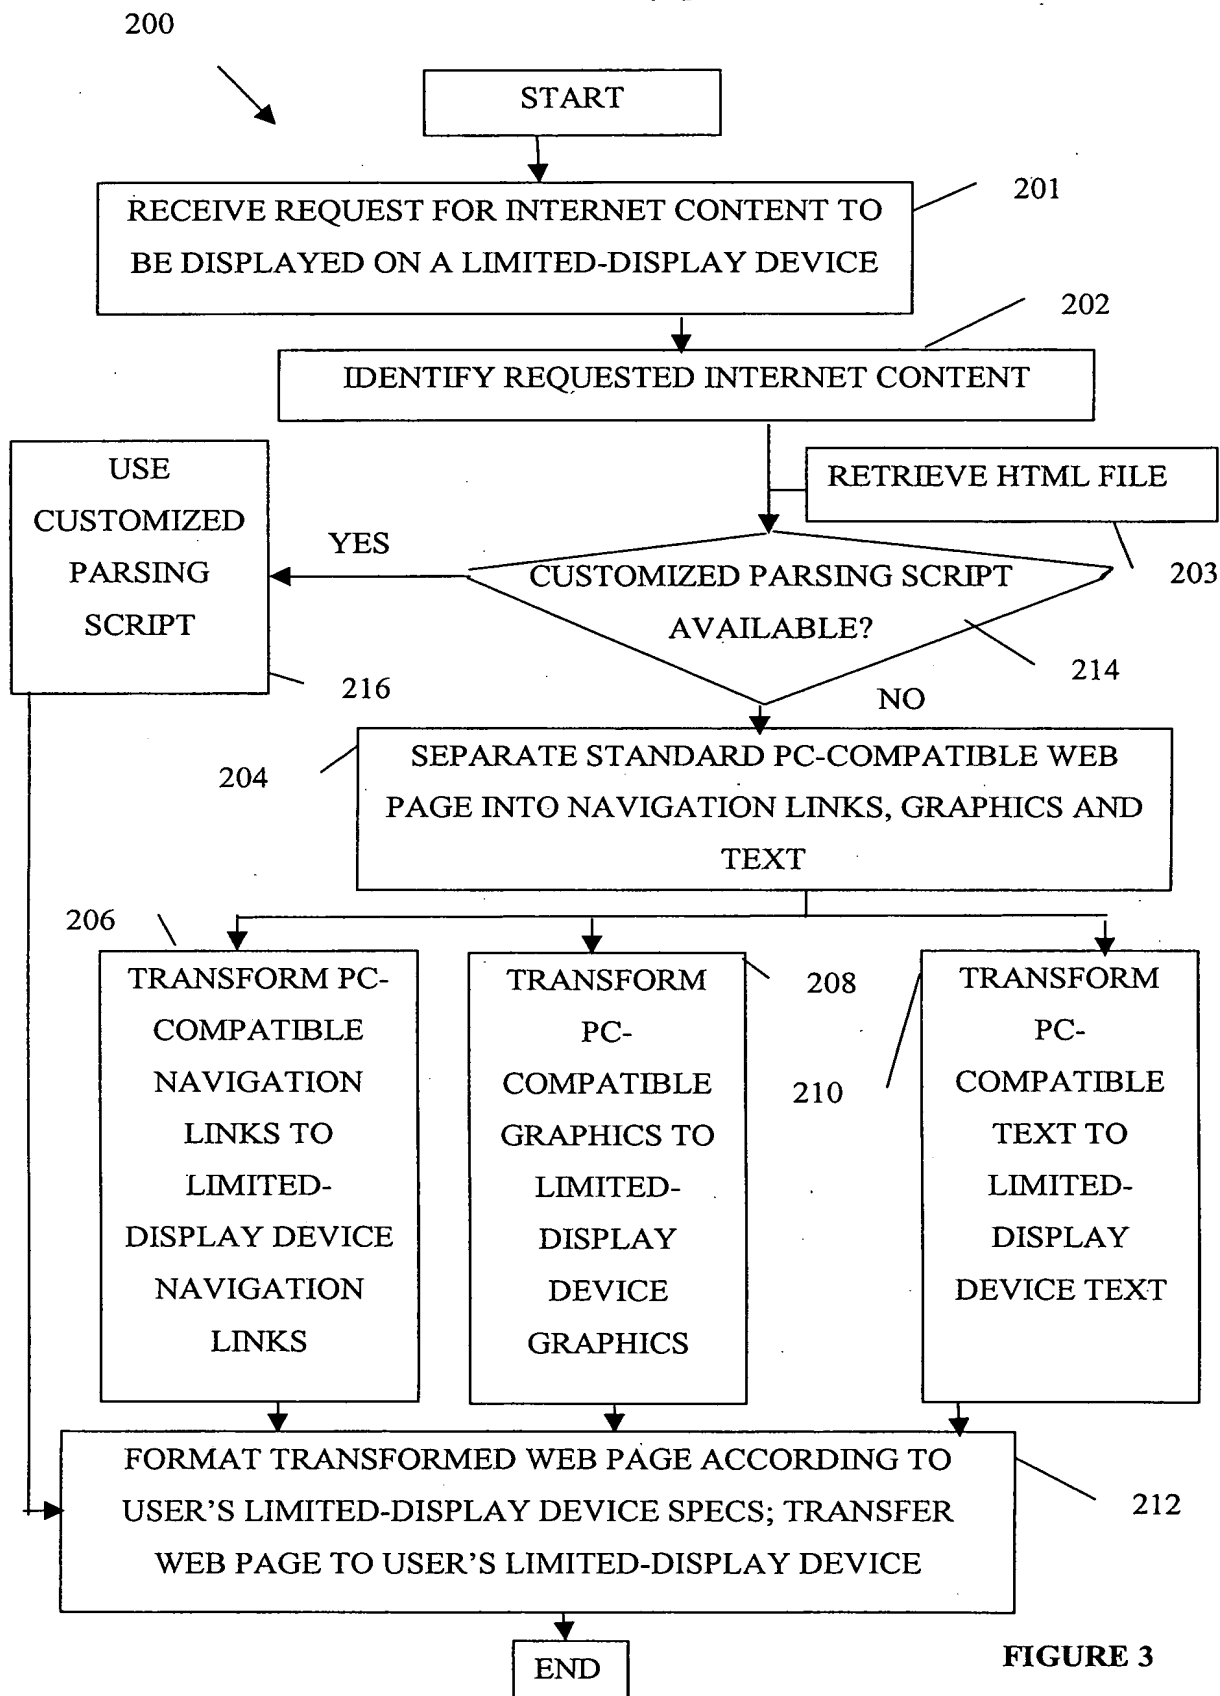 200
START
RECEIVE REQUEST FOR INTERNET CONTENT TO
BE DISPLAYED ON A LIMITED-DISPLAY DEVICE
201
202
IDENTIFY REQUESTED INTERNET CONTENT
RETRIEVE HTML FILE
203
USE
CUSTOMIZED
PARSING
SCRIPT
216
YES
CUSTOMIZED PARSING SCRIPT
AVAILABLE?
214
NO
204
SEPARATE STANDARD PC-COMPATIBLE WEB
PAGE INTO NAVIGATION LINKS, GRAPHICS AND
TEXT
206
TRANSFORM PC-
COMPATIBLE
NAVIGATION
LINKS TO
LIMITED-
DISPLAY DEVICE
NAVIGATION
LINKS
TRANSFORM
PC-
COMPATIBLE
GRAPHICS TO
LIMITED-
DISPLAY
DEVICE
GRAPHICS
208
210
TRANSFORM
PC-
COMPATIBLE
TEXT TO
LIMITED-
DISPLAY
DEVICE TEXT
FORMAT TRANSFORMED WEB PAGE ACCORDING TO
USER'S LIMITED-DISPLAY DEVICE SPECS; TRANSFER
WEB PAGE TO USER'S LIMITED-DISPLAY DEVICE
212
END
FIGURE 3